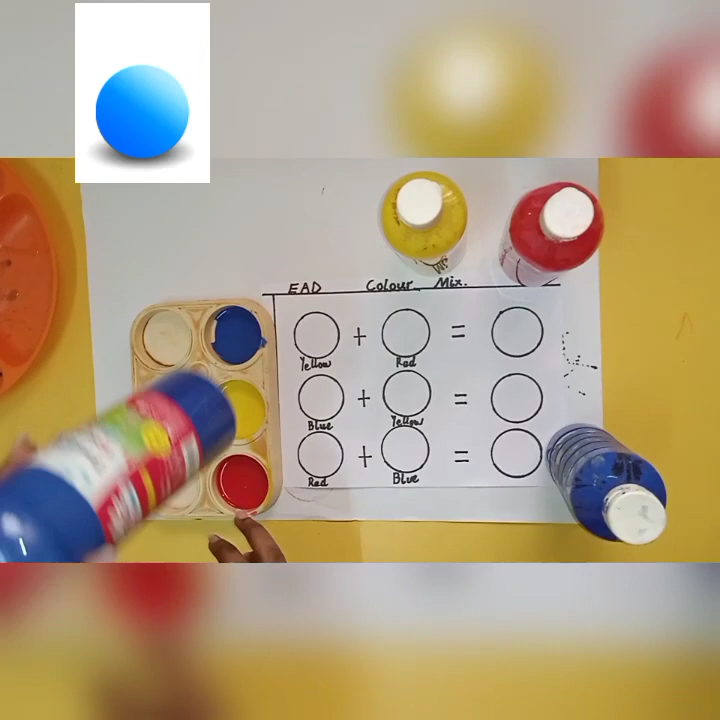 EAD Colour Mix.
+ =
Yellow Red
+ =
Blue Yellow
+ =
Red Blue